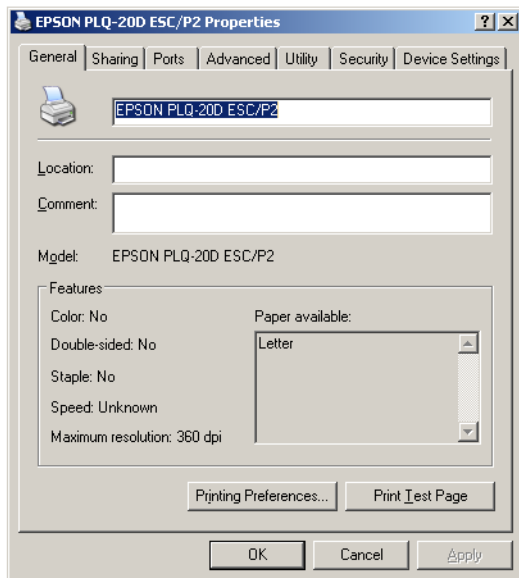 EPSON PLQ-20D ESC/P2 Properties
General Sharing Ports Advanced Utility Security Device Settings
EPSON PLQ-20D ESC/P2
Location:
Comment:
Model: EPSON PLQ-20D ESC/P2
Features
Color: No Paper available:
Double-sided: No Letter
Staple: No
Speed: Unknown
Maximum resolution: 360 dpi
Printing Preferences... Print Test Page
OK Cancel Apply